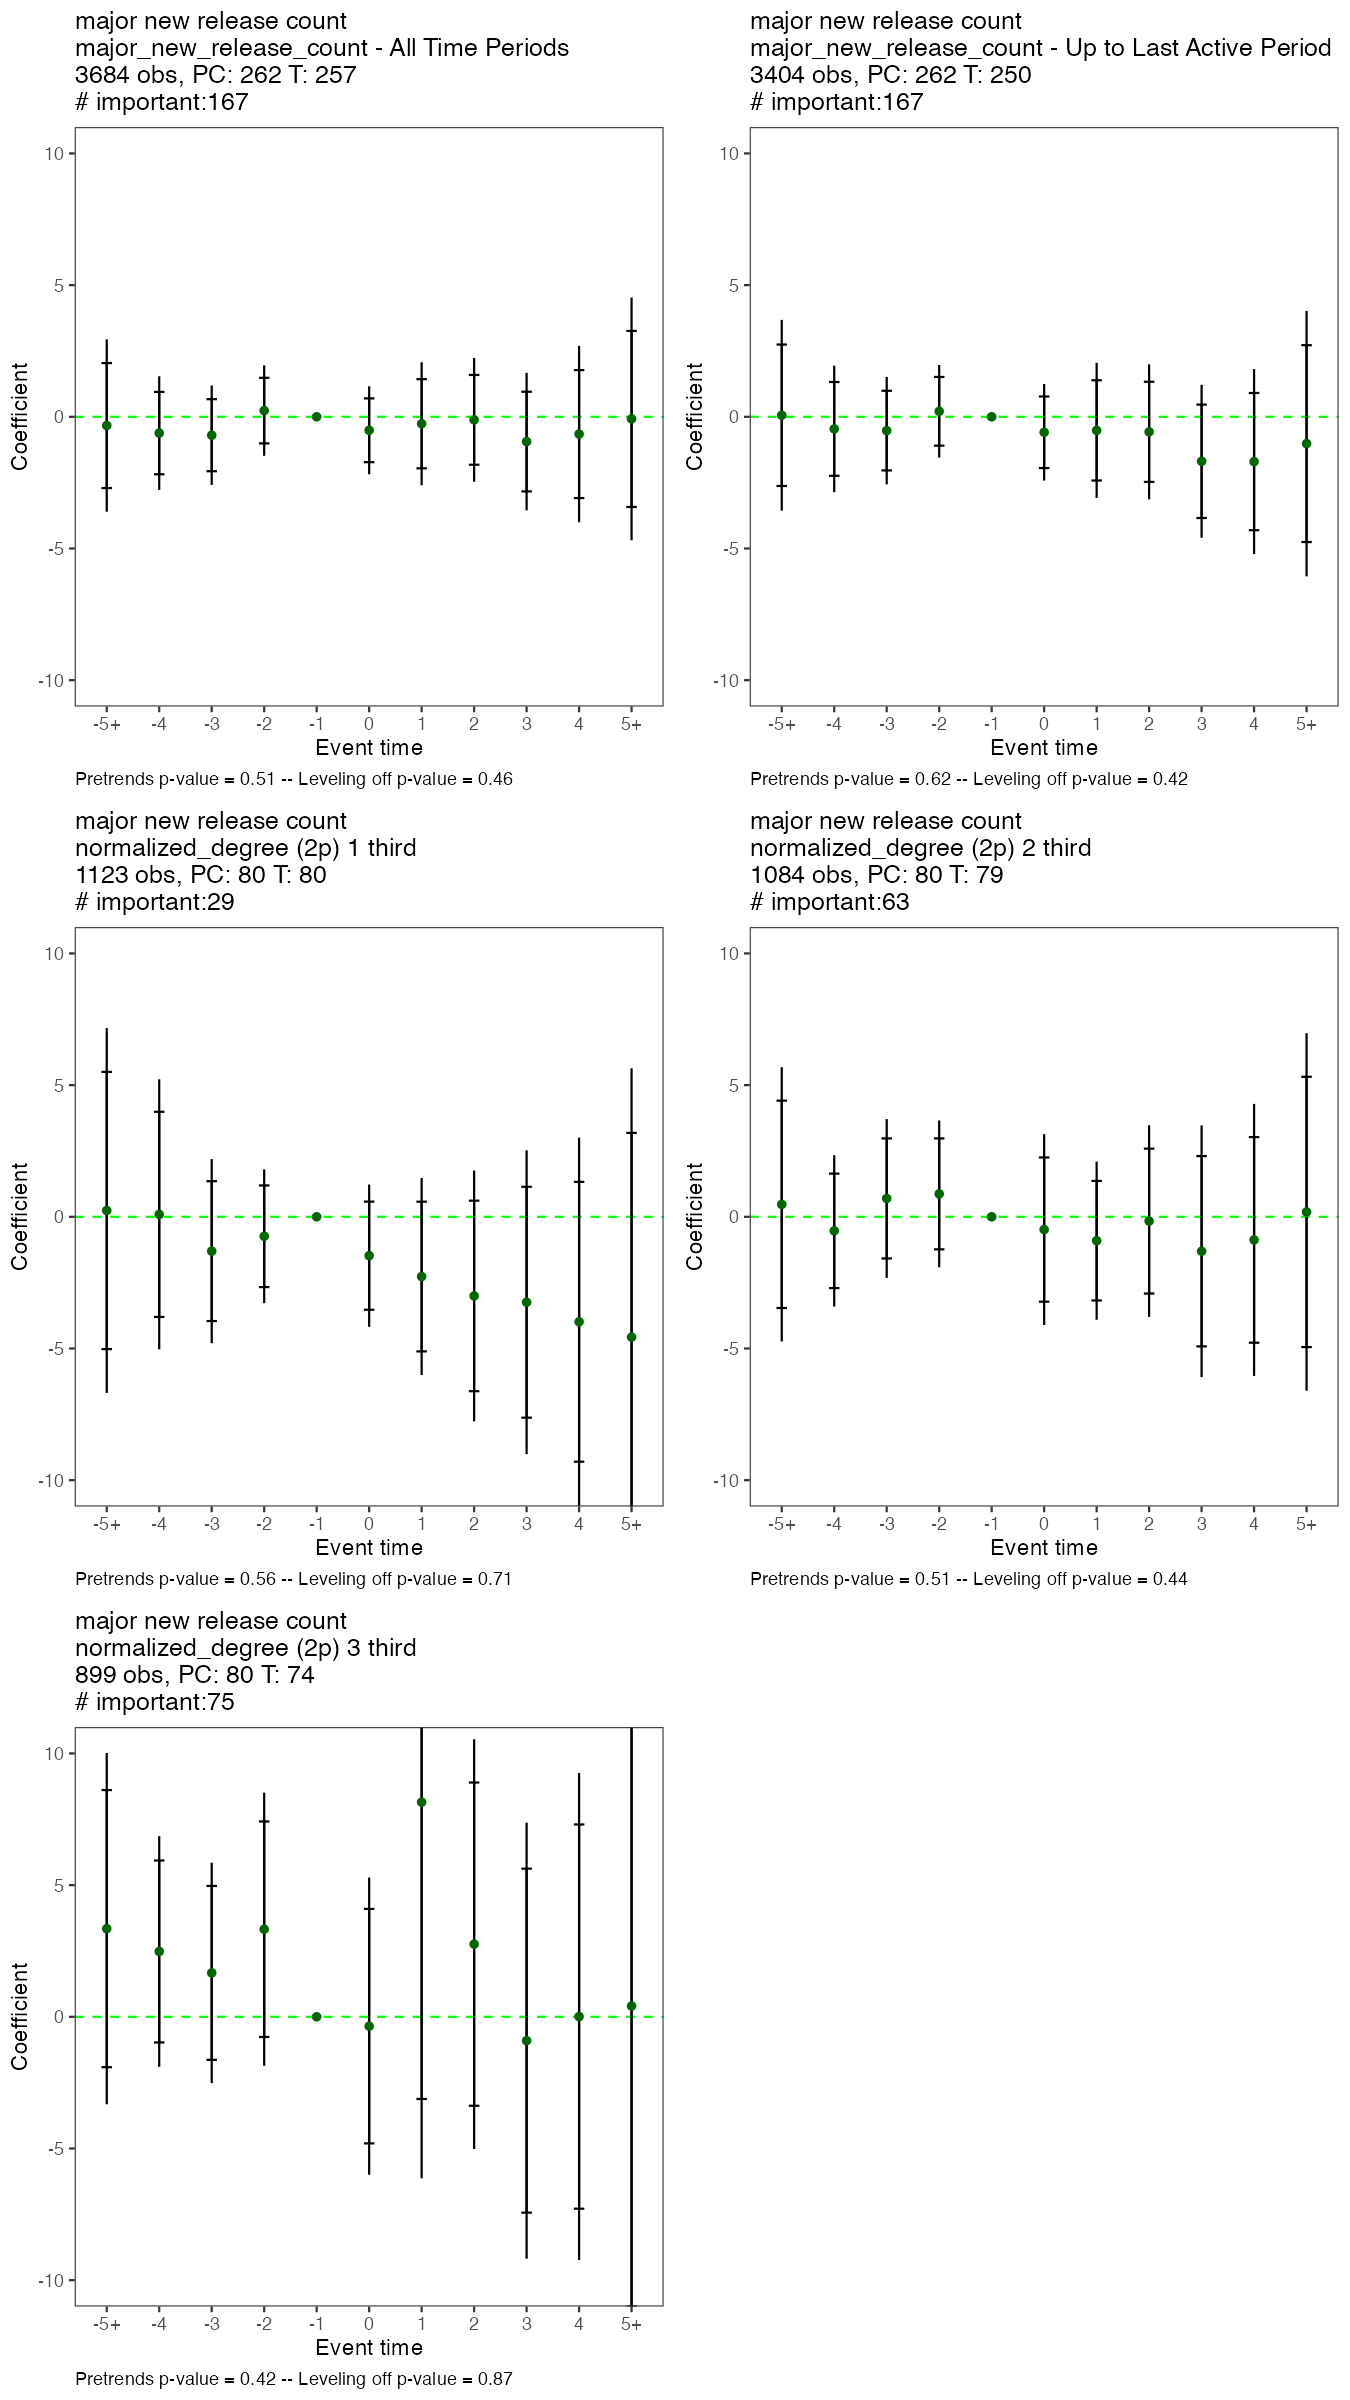 major new release count
major_new_release_count - All Time Periods
3684 obs, PC: 262 T: 257
# important:167
10
5
0
-5
-10
Coefficient
-5+ -4 -3 -2 -1 0 1 2 3 4 5+
Event time
Pretrends p-value = 0.51 -- Leveling off p-value = 0.46
major new release count
major_new_release_count - Up to Last Active Period
3404 obs, PC: 262 T: 250
# important:167
10
5
0
-5
-10
Coefficient
-5+ -4 -3 -2 -1 0 1 2 3 4 5+
Event time
Pretrends p-value = 0.62 -- Leveling off p-value = 0.42
major new release count
normalized_degree (2p) 1 third
1123 obs, PC: 80 T: 80
# important:29
10
5
0
-5
-10
Coefficient
-5+ -4 -3 -2 -1 0 1 2 3 4 5+
Event time
Pretrends p-value = 0.56 -- Leveling off p-value = 0.71
major new release count
normalized_degree (2p) 2 third
1084 obs, PC: 80 T: 79
# important:63
10
5
0
-5
-10
Coefficient
-5+ -4 -3 -2 -1 0 1 2 3 4 5+
Event time
Pretrends p-value = 0.51 -- Leveling off p-value = 0.44
major new release count
normalized_degree (2p) 3 third
899 obs, PC: 80 T: 74
# important:75
10
5
0
-5
-10
Coefficient
-5+ -4 -3 -2 -1 0 1 2 3 4 5+
Event time
Pretrends p-value = 0.42 -- Leveling off p-value = 0.87